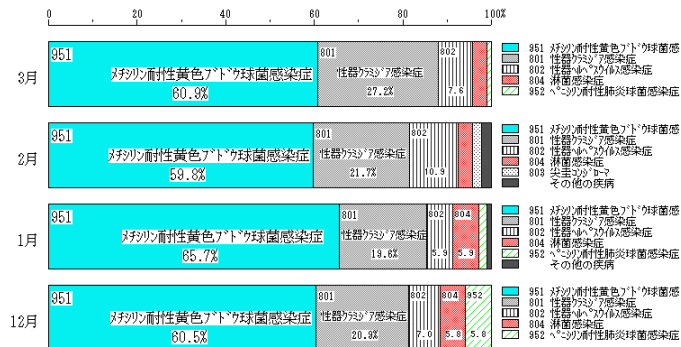 0 20 40 60 80 100%
3月
951
メチシリン耐性黄色ブドウ球菌感染症
60.9%
801
性器クラミジア感染症
27.2%
802
7.6
951 メチシリン耐性黄色ブドウ球菌感
801 性器クラミジア感染症
802 性器ヘルペスウイルス感染症
804 淋菌感染症
952 ペニシリン耐性肺炎球菌感染症
2月
951
メチシリン耐性黄色ブドウ球菌感染症
59.8%
801
性器クラミジア感染症
21.7%
802
10.9
951 メチシリン耐性黄色ブドウ球菌感
801 性器クラミジア感染症
802 性器ヘルペスウイルス感染症
804 淋菌感染症
803 尖圭コンジローマ
その他の疾病
1月
951
メチシリン耐性黄色ブドウ球菌感染症
65.7%
801
性器クラミジア感染症
19.6%
802
5.9
804
5.9
951 メチシリン耐性黄色ブドウ球菌感
801 性器クラミジア感染症
802 性器ヘルペスウイルス感染症
804 淋菌感染症
952 ペニシリン耐性肺炎球菌感染症
その他の疾病
12月
951
メチシリン耐性黄色ブドウ球菌感染症
60.5%
801
性器クラミジア感染症
20.9%
802
7.0
804
5.8
952
5.8
951 メチシリン耐性黄色ブドウ球菌感
801 性器クラミジア感染症
802 性器ヘルペスウイルス感染症
804 淋菌感染症
952 ペニシリン耐性肺炎球菌感染症